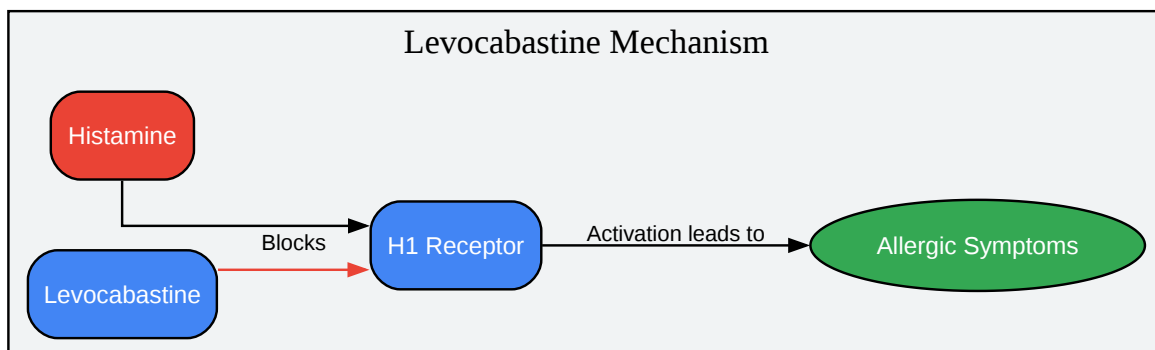 Levocabastine Mechanism
Histamine
Blocks
H1 Receptor
Activation leads to
Allergic Symptoms
Levocabastine